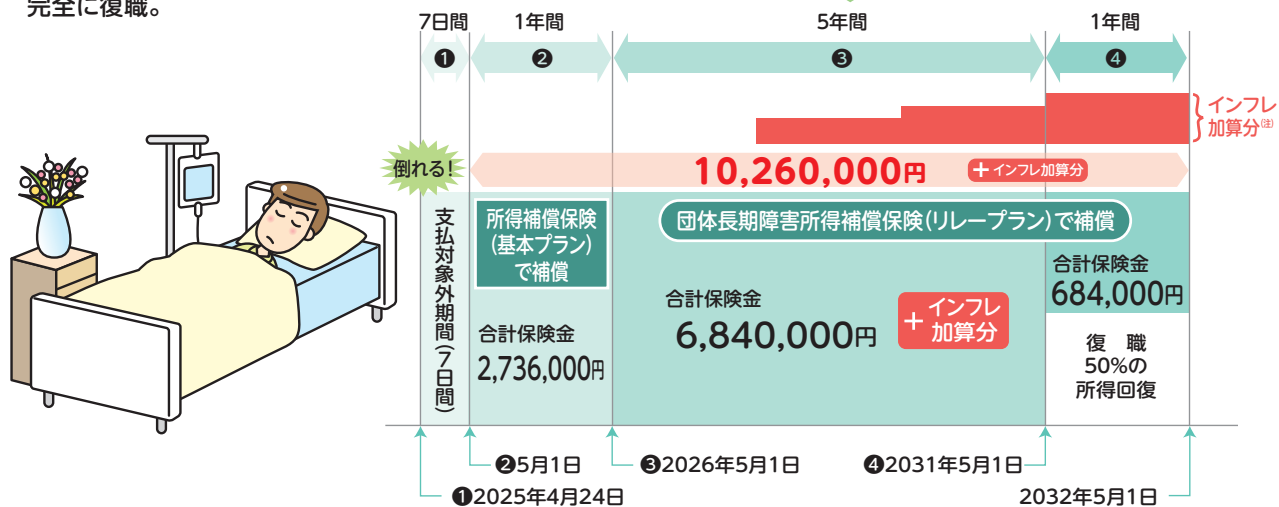 完全に復職。
7日間
1年間
5年間
1年間
❶
❷
❸
❹
インフレ
加算分(注)
倒れる!
10,260,000円
+インフレ加算分
支払対象外期間(7日間)
所得補償保険
(基本プラン)
で補償
合計保険金
2,736,000円
団体長期障害所得補償保険(リレープラン)で補償
合計保険金
6,840,000円
+インフレ
加算分
合計保険金
684,000円
復 職
50%の
所得回復
❷5月1日
❸2026年5月1日
❹2031年5月1日
❶2025年4月24日
2032年5月1日